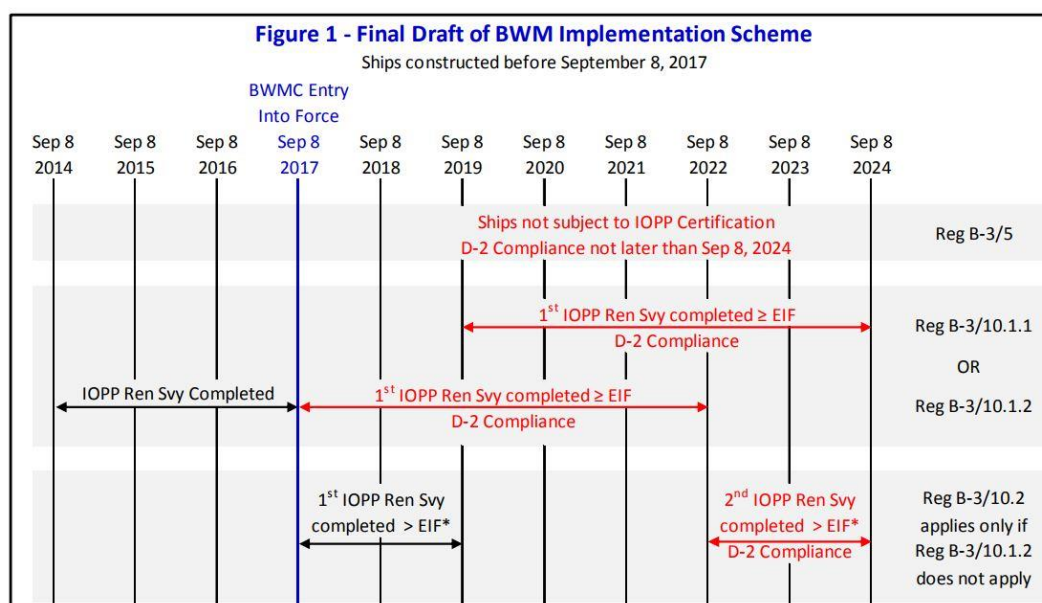 Figure 1 - Final Draft of BWM Implementation Scheme
Ships constructed before September 8, 2017
BWMC Entry
Into Force
Sep 8 Sep 8 Sep 8 Sep 8 Sep 8 Sep 8 Sep 8 Sep 8 Sep 8 Sep 8 Sep 8
2014 2015 2016 2017 2018 2019 2020 2021 2022 2023 2024
Ships not subject to IOPP Certification
D-2 Compliance not later than Sep 8, 2024
Reg B-3/5
1st IOPP Ren Svy completed ≥ EIF
D-2 Compliance
Reg B-3/10.1.1
OR
IOPP Ren Svy Completed
1st IOPP Ren Svy completed ≥ EIF
D-2 Compliance
Reg B-3/10.1.2
1st IOPP Ren Svy
completed > EIF*
2nd IOPP Ren Svy
completed > EIF*
D-2 Compliance
Reg B-3/10.2
applies only if
Reg B-3/10.1.2
does not apply